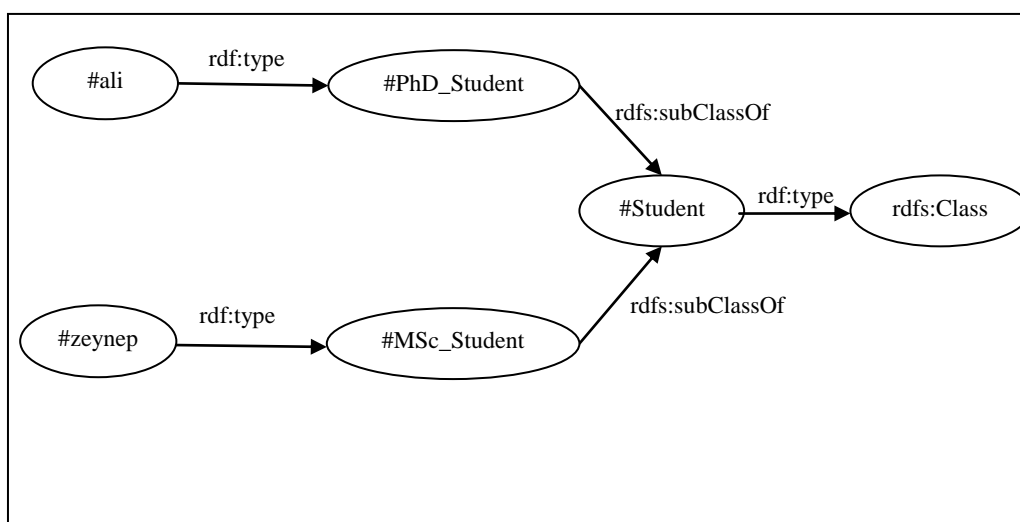 rdf:type
#ali
#PhD_Student
rdfs:subClassOf
#Student
rdf:type
rdfs:Class
rdfs:subClassOf
rdf:type
#zeynep
#MSc_Student